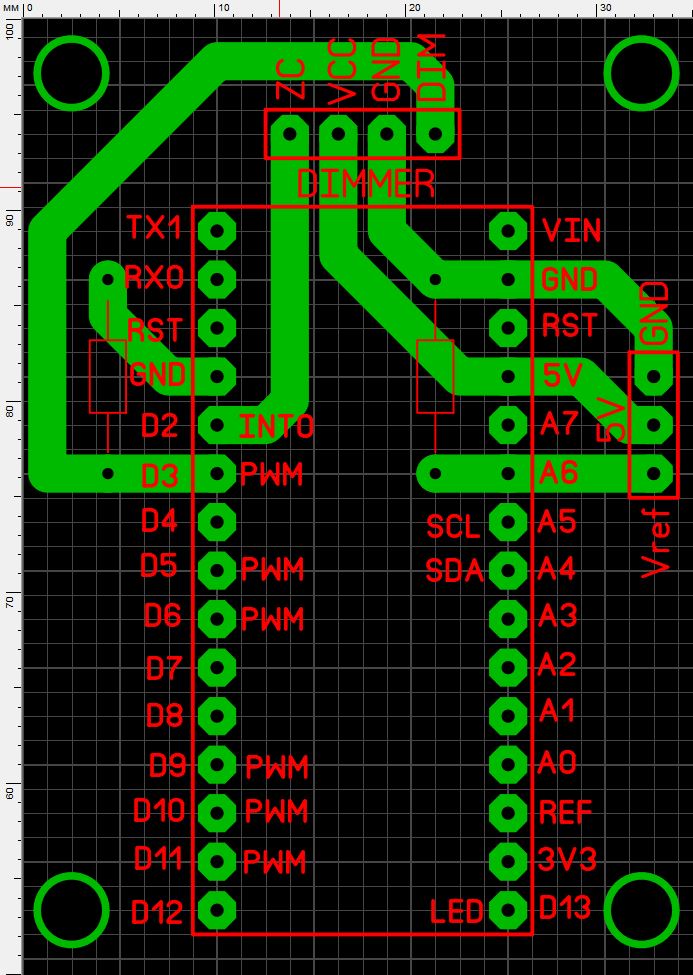 мм 0 10 20 30
100
90
80
70
60
ZC VCC GND DIM
DIMMER
TX1 VIN
RX0 GND
GND
RST RST
GND 5V
5V
D2 INT0 A7
D3 PWM A6
Vref
D4 SCL A5
D5 PWM SDA A4
D6 PWM A3
D7 A2
D8 A1
D9 PWM A0
D10 PWM REF
D11 PWM 3V3
D12 LED D13